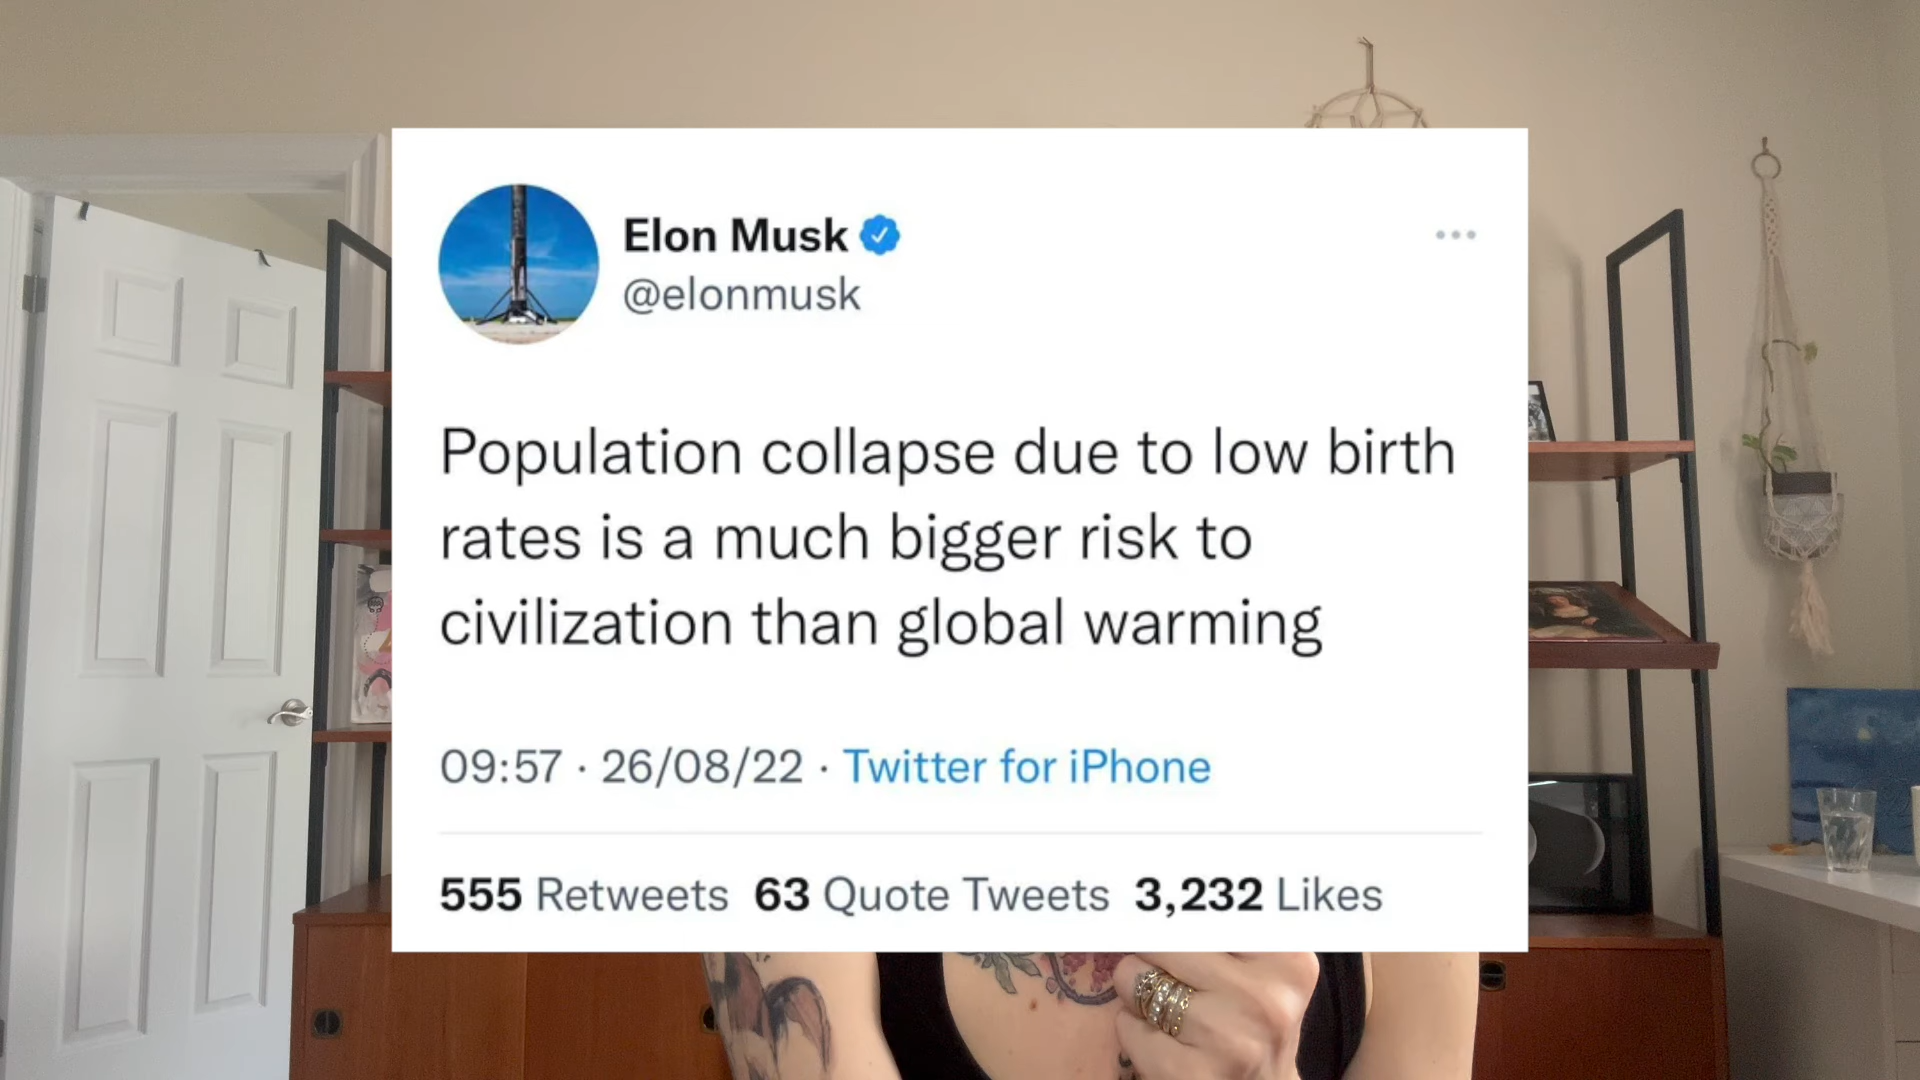 Elon Musk
@elonmusk
Population collapse due to low birth
rates is a much bigger risk to
civilization than global warming
09:57 · 26/08/22 · Twitter for iPhone
555 Retweets 63 Quote Tweets 3,232 Likes